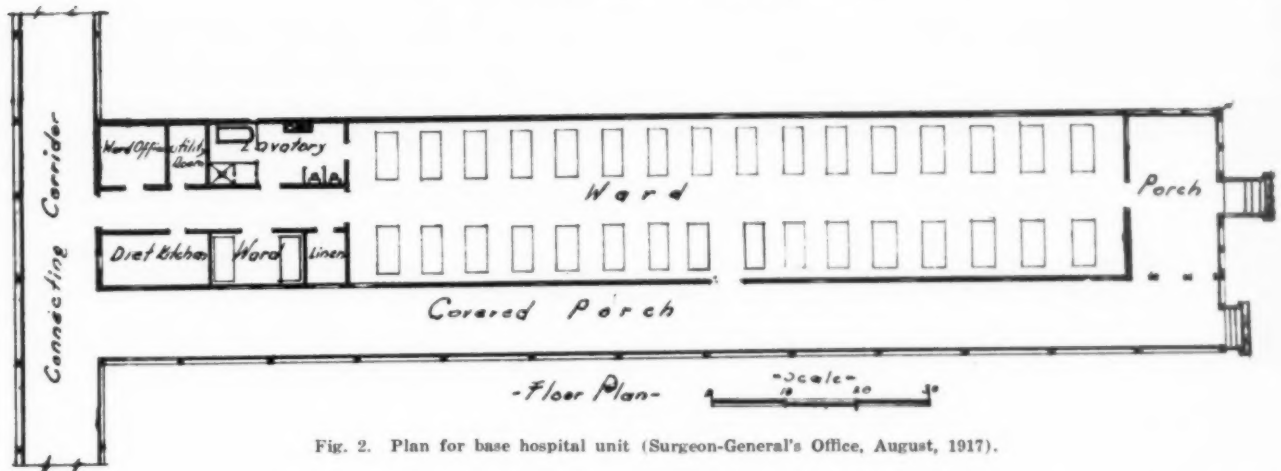 Connecting Corridor
Ward Office
Utility Room
Lavatory
Ward
Porch
Diet Kitchen
Ward
Linen
Covered Porch
-Floor Plan-
-Scale-
10 20 30
Fig. 2. Plan for base hospital unit (Surgeon-General's Office, August, 1917).